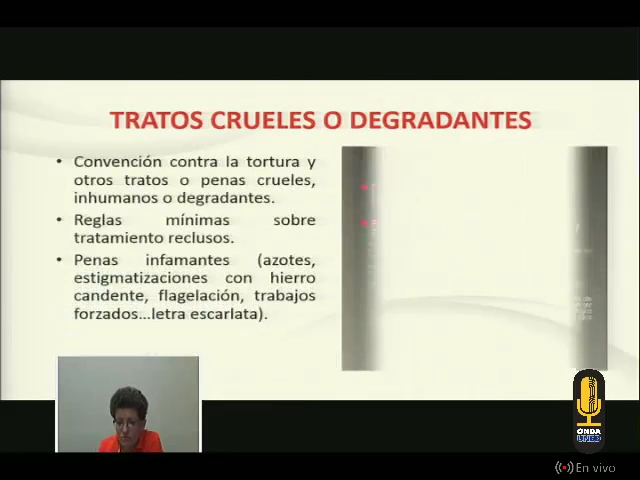 TRATOS CRUELES O DEGRADANTES
• Convención contra la tortura y
otros tratos o penas crueles,
inhumanos o degradantes.
• Reglas mínimas sobre
tratamiento reclusos.
• Penas infamantes (azotes,
estigmatizaciones con hierro
candente, flagelación, trabajos
forzados...letra escarlata).
ONDA
UNED
En vivo